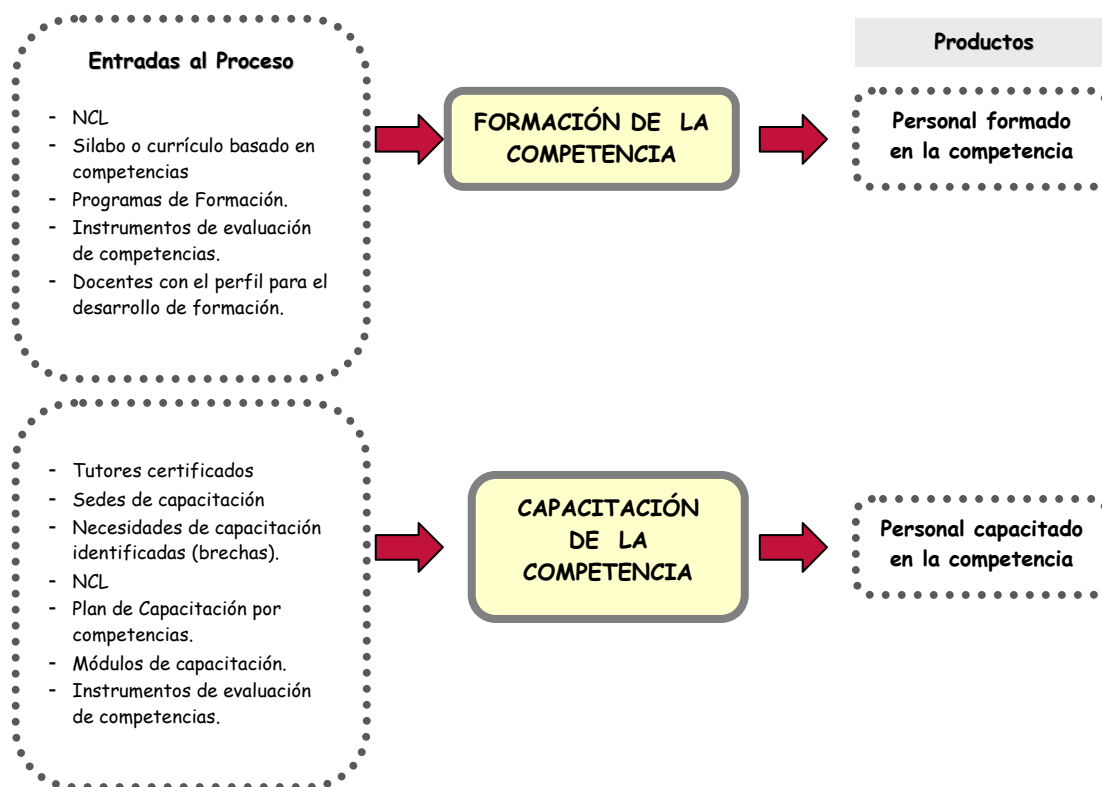 Entradas al Proceso
- NCL
- Silabo o currículo basado en
competencias
- Programas de Formación.
- Instrumentos de evaluación
de competencias.
- Docentes con el perfil para el
desarrollo de formación.
FORMACIÓN DE LA
COMPETENCIA
Productos
Personal formado
en la competencia
- Tutores certificados
- Sedes de capacitación
- Necesidades de capacitación
identificadas (brechas).
- NCL
- Plan de Capacitación por
competencias.
- Módulos de capacitación.
- Instrumentos de evaluación
de competencias.
CAPACITACIÓN
DE LA
COMPETENCIA
Personal capacitado
en la competencia